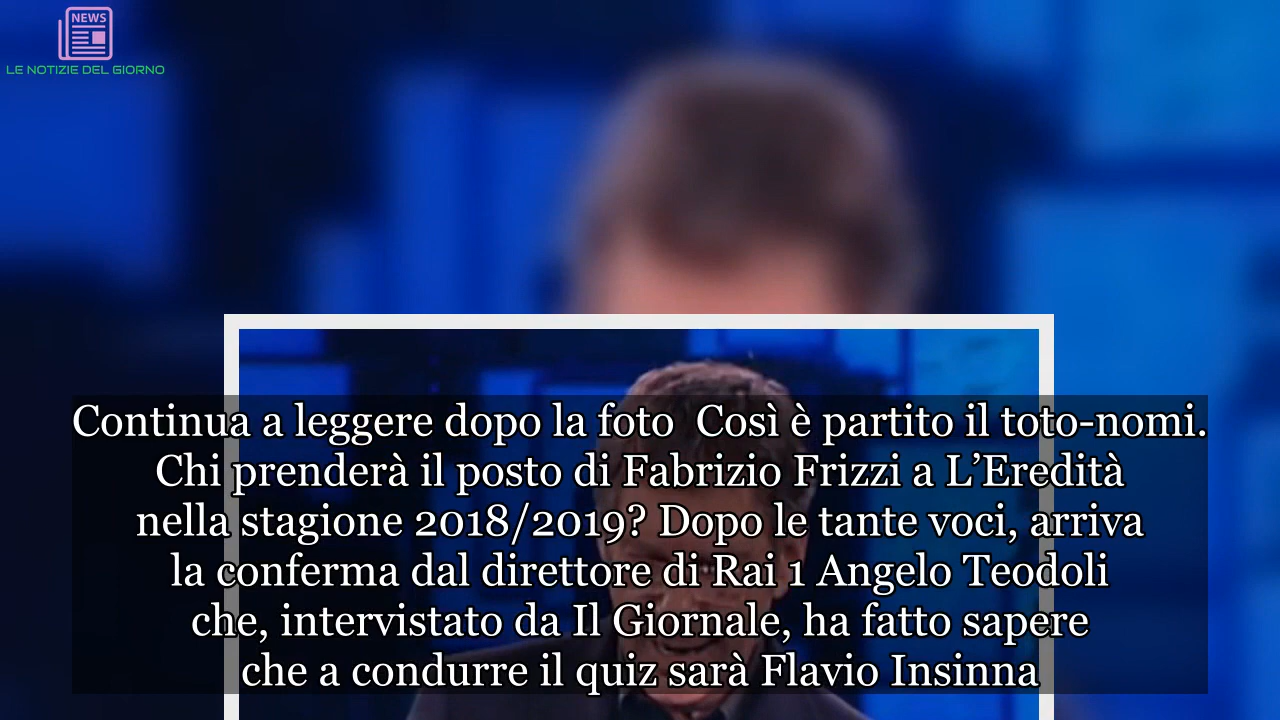 NEWS
LE NOTIZIE DEL GIORNO
Continua a leggere dopo la foto  Così è partito il toto-nomi.
Chi prenderà il posto di Fabrizio Frizzi a L’Eredità
nella stagione 2018/2019? Dopo le tante voci, arriva
la conferma dal direttore di Rai 1 Angelo Teodoli
che, intervistato da Il Giornale, ha fatto sapere
che a condurre il quiz sarà Flavio Insinna